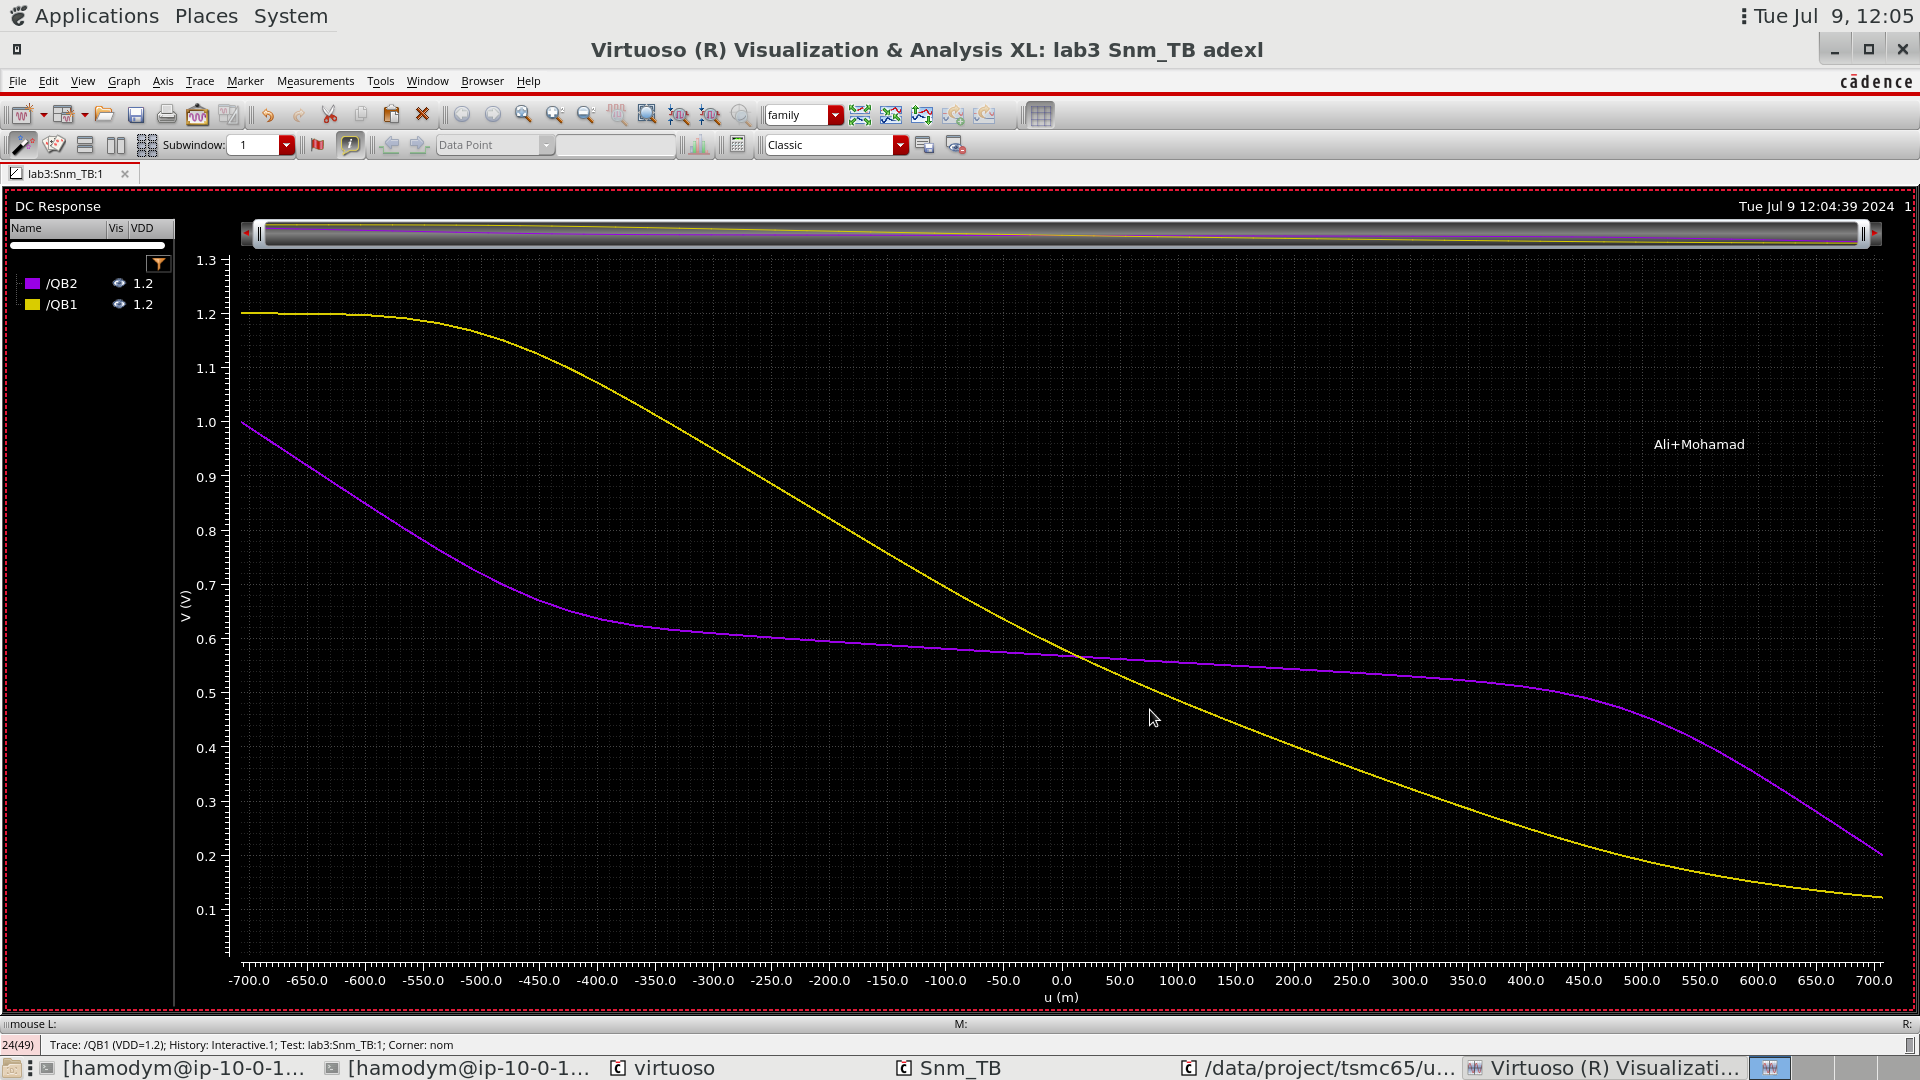 Applications Places System
Tue Jul 9, 12:05
Virtuoso (R) Visualization & Analysis XL: lab3 Snm_TB adexl
File Edit View Graph Axis Trace Marker Measurements Tools Window Browser Help
cādence
family
Subwindow: 1
Data Point
Classic
lab3:Snm_TB:1
DC Response
Tue Jul 9 12:04:39 2024 1
Name Vis VDD
/QB2 1.2
/QB1 1.2
1.3
1.2
1.1
1.0
0.9
0.8
0.7
0.6
0.5
0.4
0.3
0.2
0.1
V (V)
Ali+Mohamad
-700.0 -650.0 -600.0 -550.0 -500.0 -450.0 -400.0 -350.0 -300.0 -250.0 -200.0 -150.0 -100.0 -50.0 0.0 50.0 100.0 150.0 200.0 250.0 300.0 350.0 400.0 450.0 500.0 550.0 600.0 650.0 700.0
u (m)
mouse L: M: R:
24(49) Trace: /QB1 (VDD=1.2); History: Interactive.1; Test: lab3:Snm_TB:1; Corner: nom
[hamodym@ip-10-0-1... [hamodym@ip-10-0-1... virtuoso Snm_TB /data/project/tsmc65/u... Virtuoso (R) Visualizati...